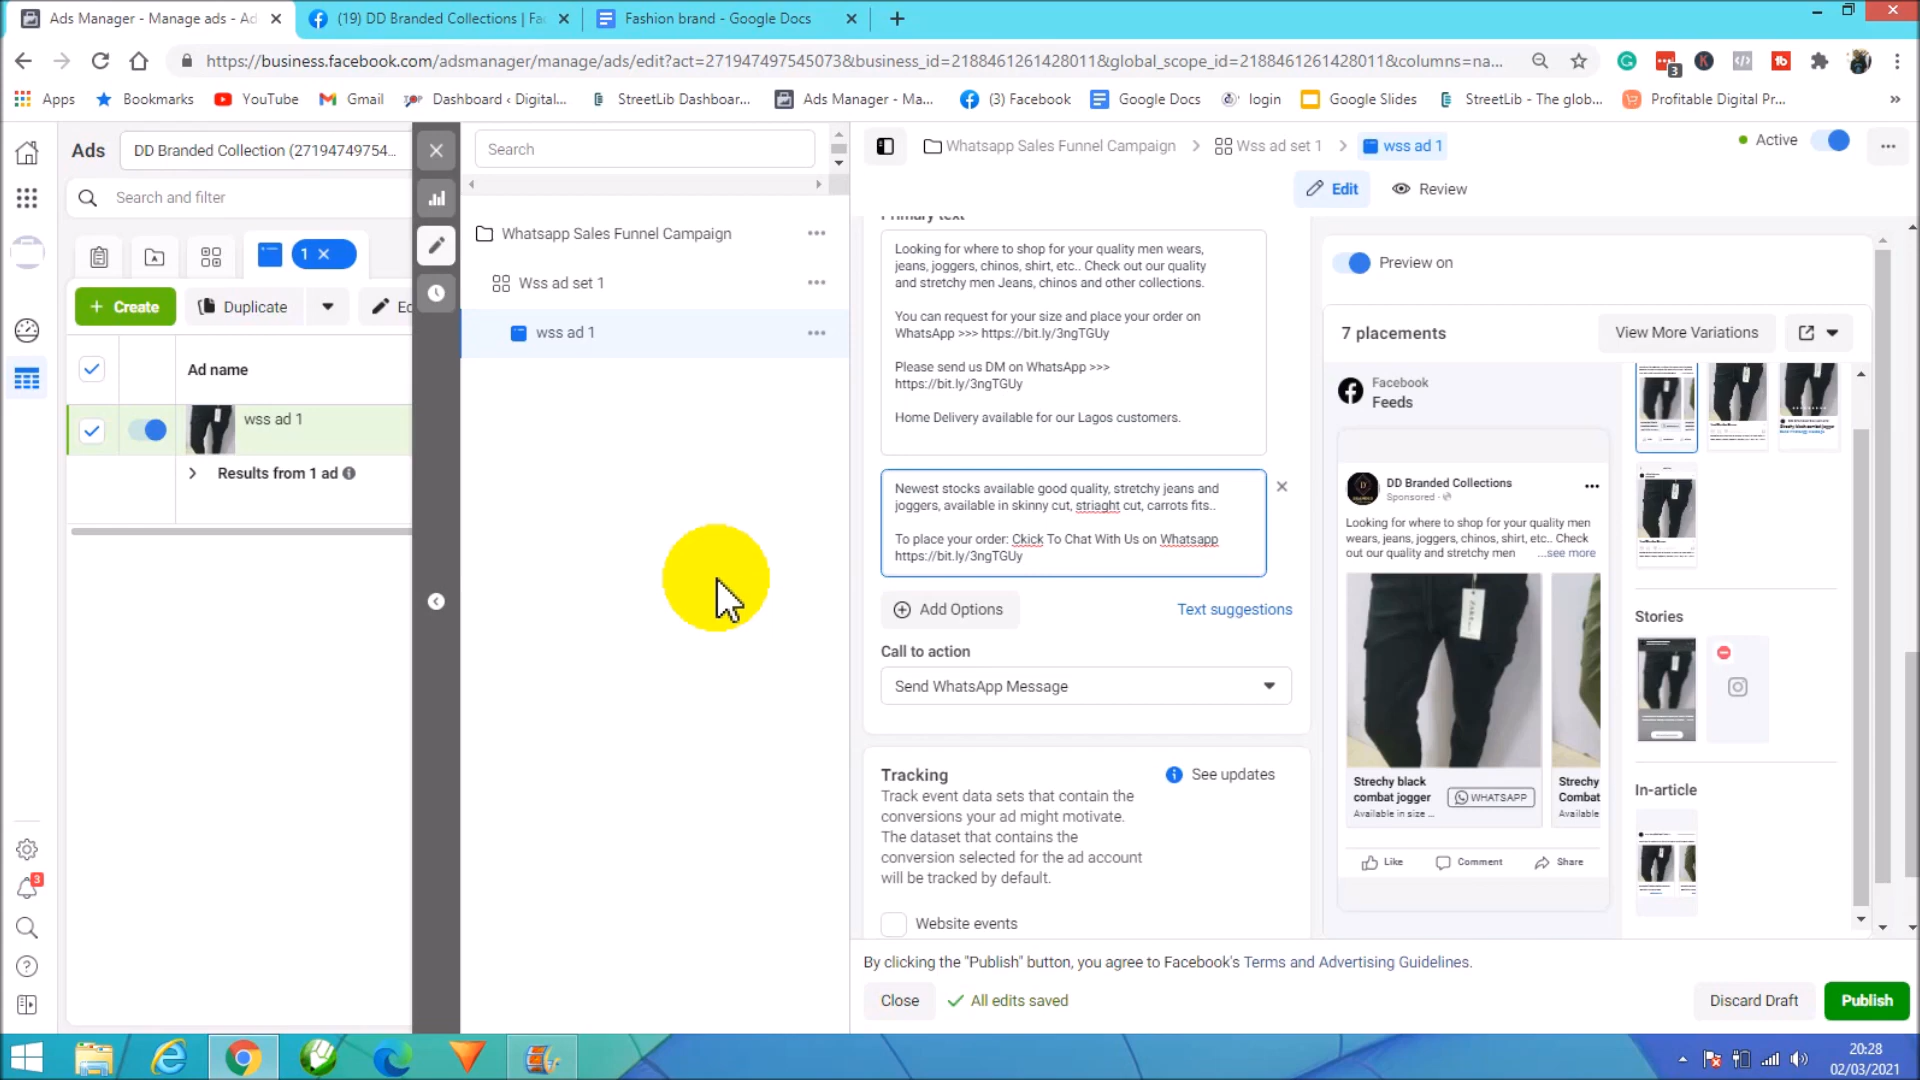 Ads Manager - Manage ads - Ad
(19) DD Branded Collections | Fa
Fashion brand - Google Docs
https://business.facebook.com/adsmanager/manage/ads/edit?act=271947497545073&business_id=2188461261428011&global_scope_id=2188461261428011&columns=na...
3
Apps
Bookmarks
YouTube
Gmail
Dashboard ‹ Digital...
StreetLib Dashboar...
Ads Manager - Ma...
(3) Facebook
Google Docs
login
Google Slides
StreetLib - The glob...
Profitable Digital Pr...
»
Ads
DD Branded Collection (27194749754...
Search and filter
1
+ Create
Duplicate
Ed
Ad name
wss ad 1
Results from 1 ad
3
Search
Whatsapp Sales Funnel Campaign
Wss ad set 1
wss ad 1
Whatsapp Sales Funnel Campaign
Wss ad set 1
wss ad 1
Active
Edit
Review
Primary text
Looking for where to shop for your quality men wears,
jeans, joggers, chinos, shirt, etc.. Check out our quality
and stretchy men Jeans, chinos and other collections.
You can request for your size and place your order on
WhatsApp >>> https://bit.ly/3ngTGUy
Please send us DM on WhatsApp >>>
https://bit.ly/3ngTGUy
Home Delivery available for our Lagos customers.
Newest stocks available good quality, stretchy jeans and
joggers, available in skinny cut, striaght cut, carrots fits..
To place your order: Ckick To Chat With Us on Whatsapp
https://bit.ly/3ngTGUy
Add Options
Text suggestions
Call to action
Send WhatsApp Message
Tracking
See updates
Track event data sets that contain the
conversions your ad might motivate.
The dataset that contains the
conversion selected for the ad account
will be tracked by default.
Website events
Preview on
7 placements
View More Variations
Facebook
Feeds
DD Branded Collections
Sponsored ·
Looking for where to shop for your quality men
wears, jeans, joggers, chinos, shirt, etc.. Check
out our quality and stretchy men ...see more
Strechy black
combat jogger
WHATSAPP
Available in size ...
Strechy
Combat
Available
Like
Comment
Share
Stories
In-article
By clicking the "Publish" button, you agree to Facebook's Terms and Advertising Guidelines.
Close
All edits saved
Discard Draft
Publish
20:28
02/03/2021